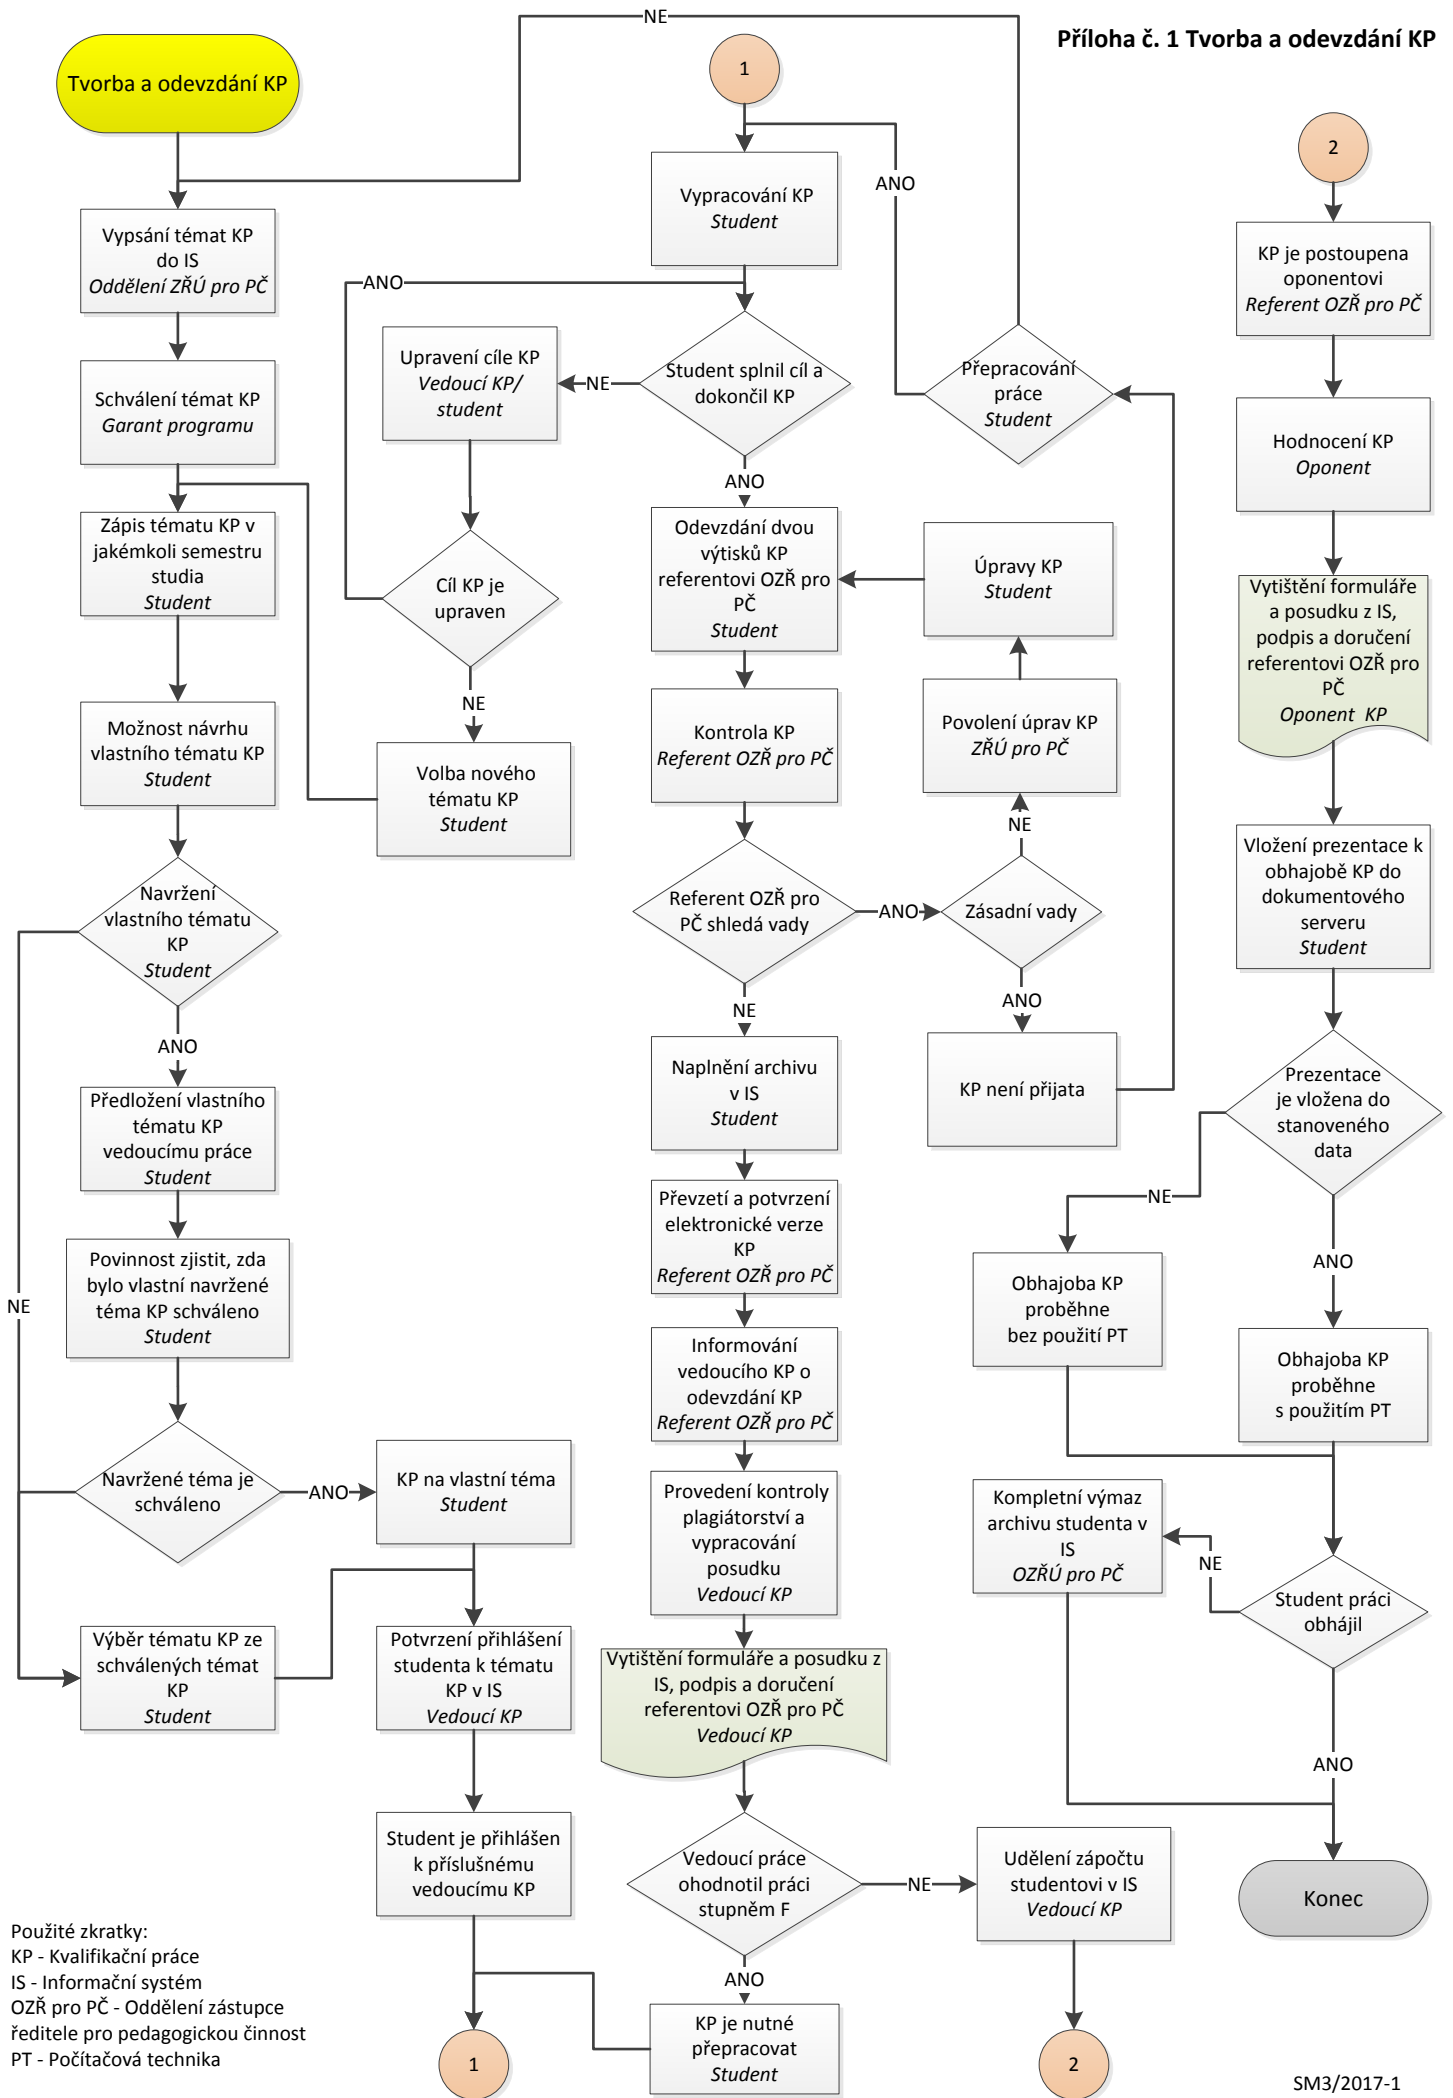 Příloha č. 1 Tvorba a odevzdání KP
Tvorba a odevzdání KP
Vypsání témat KP
do IS
Oddělení ZŘÚ pro PČ
Schválení témat KP
Garant programu
Zápis tématu KP v
jakémkoli semestru
studia
Student
Možnost návrhu
vlastního tématu KP
Student
Navržení
vlastního tématu
KP
Student
ANO
NE
Předložení vlastního
tématu KP
vedoucímu práce
Student
Povinnost zjistit, zda
bylo vlastní navržené
téma KP schváleno
Student
Navržené téma je
schváleno
ANO
KP na vlastní téma
Student
Výběr tématu KP ze
schválených témat
KP
Student
Potvrzení přihlášení
studenta k tématu
KP v IS
Vedoucí KP
Student je přihlášen
k příslušnému
vedoucímu KP
1
NE
1
Vypracování KP
Student
ANO
ANO
Student splnil cíl a
dokončil KP
NE
Upravení cíle KP
Vedoucí KP/
student
Cíl KP je
upraven
NE
Volba nového
tématu KP
Student
ANO
Odevzdání dvou
výtisků KP
referentovi OZŘ pro
PČ
Student
Kontrola KP
Referent OZŘ pro PČ
Referent OZŘ pro
PČ shledá vady
ANO
Zásadní vady
NE
Povolení úprav KP
ZŘÚ pro PČ
Úpravy KP
Student
ANO
KP není přijata
Přepracování
práce
Student
NE
Naplnění archivu
v IS
Student
Převzetí a potvrzení
elektronické verze
KP
Referent OZŘ pro PČ
Informování
vedoucího KP o
odevzdání KP
Referent OZŘ pro PČ
Provedení kontroly
plagiátorství a
vypracování
posudku
Vedoucí KP
Vytištění formuláře a posudku z
IS, podpis a doručení
referentovi OZŘ pro PČ
Vedoucí KP
Vedoucí práce
ohodnotil práci
stupněm F
NE
Udělení zápočtu
studentovi v IS
Vedoucí KP
2
ANO
KP je nutné
přepracovat
Student
2
KP je postoupena
oponentovi
Referent OZŘ pro PČ
Hodnocení KP
Oponent
Vytištění formuláře
a posudku z IS,
podpis a doručení
referentovi OZŘ pro
PČ
Oponent KP
Vložení prezentace k
obhajobě KP do
dokumentového
serveru
Student
Prezentace
je vložena do
stanoveného
data
NE
ANO
Obhajoba KP
proběhne
bez použití PT
Obhajoba KP
proběhne
s použitím PT
Kompletní výmaz
archivu studenta v
IS
OZŘÚ pro PČ
NE
Student práci
obhájil
ANO
Konec
Použité zkratky:
KP - Kvalifikační práce
IS - Informační systém
OZŘ pro PČ - Oddělení zástupce
ředitele pro pedagogickou činnost
PT - Počítačová technika
SM3/2017-1